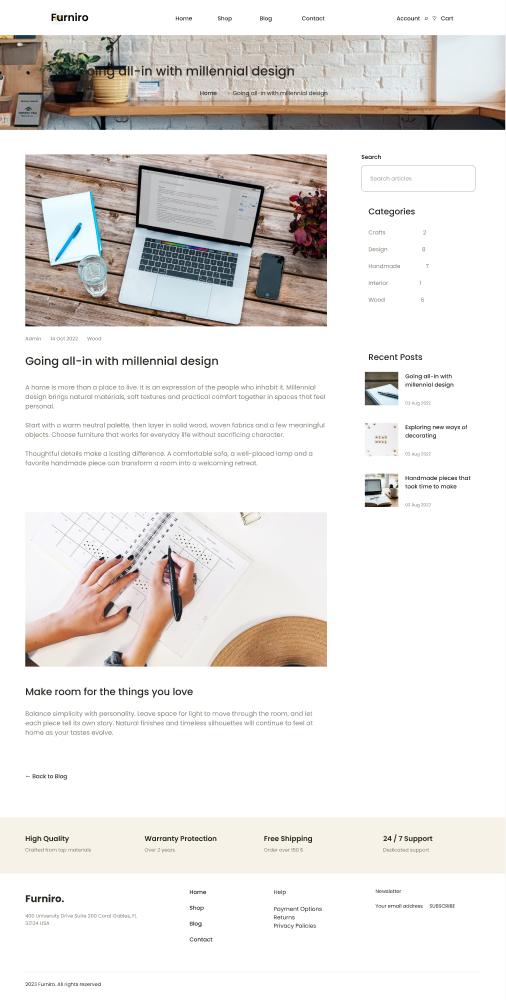 Furniro
Home Shop Blog Contact
Account Cart
Going all-in with millennial design
Home Going all-in with millennial design
Search
Search articles
Categories
Crafts 2
Design 8
Handmade 7
Interior 1
Wood 6
Admin 14 Oct 2022 Wood
Going all-in with millennial design
A home is more than a place to live. It is an expression of the people who inhabit it. Millennial
design brings natural materials, soft textures and practical comfort together in spaces that feel
personal.
Start with a warm neutral palette, then layer in solid wood, woven fabrics and a few meaningful
objects. Choose furniture that works for everyday life without sacrificing character.
Thoughtful details make a lasting difference. A comfortable sofa, a well-placed lamp and a
favorite handmade piece can transform a room into a welcoming retreat.
Recent Posts
Going all-in with
millennial design
03 Aug 2022
Exploring new ways of
decorating
03 Aug 2022
Handmade pieces that
took time to make
03 Aug 2022
Make room for the things you love
Balance simplicity with personality. Leave space for light to move through the room, and let
each piece tell its own story. Natural finishes and timeless silhouettes will continue to feel at
home as your tastes evolve.
← Back to Blog
High Quality
Crafted from top materials
Warranty Protection
Over 2 years
Free Shipping
Order over 150 $
24 / 7 Support
Dedicated support
Furniro.
400 University Drive Suite 200 Coral Gables, FL
33134 USA
Home
Shop
Blog
Contact
Help
Payment Options
Returns
Privacy Policies
Newsletter
Your email address SUBSCRIBE
2023 Furniro. All rights reserved